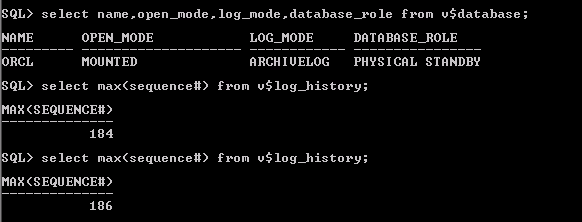 SQL> select name,open_mode,log_mode,database_role from v$database;
NAME      OPEN_MODE            LOG_MODE     DATABASE_ROLE
--------- -------------------- ------------ ----------------
ORCL      MOUNTED              ARCHIVELOG   PHYSICAL STANDBY
SQL> select max(sequence#) from v$log_history;
MAX(SEQUENCE#)
--------------
           184
SQL> select max(sequence#) from v$log_history;
MAX(SEQUENCE#)
--------------
           186